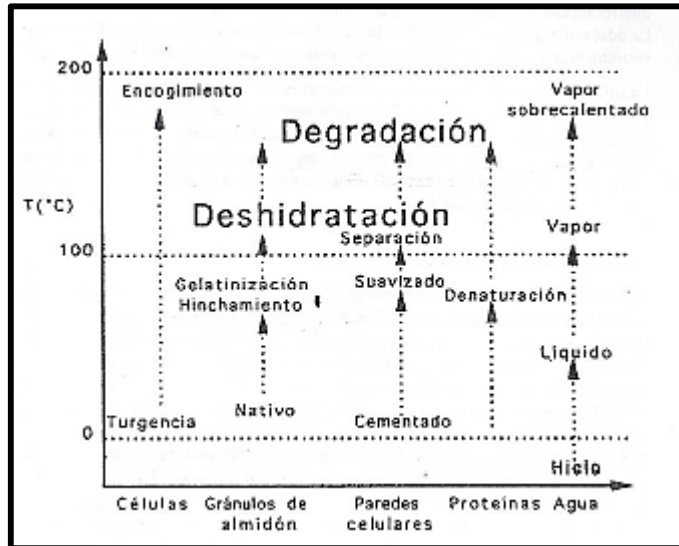 200
Encogimiento
Vapor
sobrecalentado
Degradación
T(°C)
Deshidratación
Vapor
Separación
100
Gelatinización
Suavizado
Hinchamiento
Denaturación
Líquido
Turgencia
Nativo
Cementado
0
Hielo
Células
Gránulos de
almidón
Paredes
celulares
Proteínas
Agua